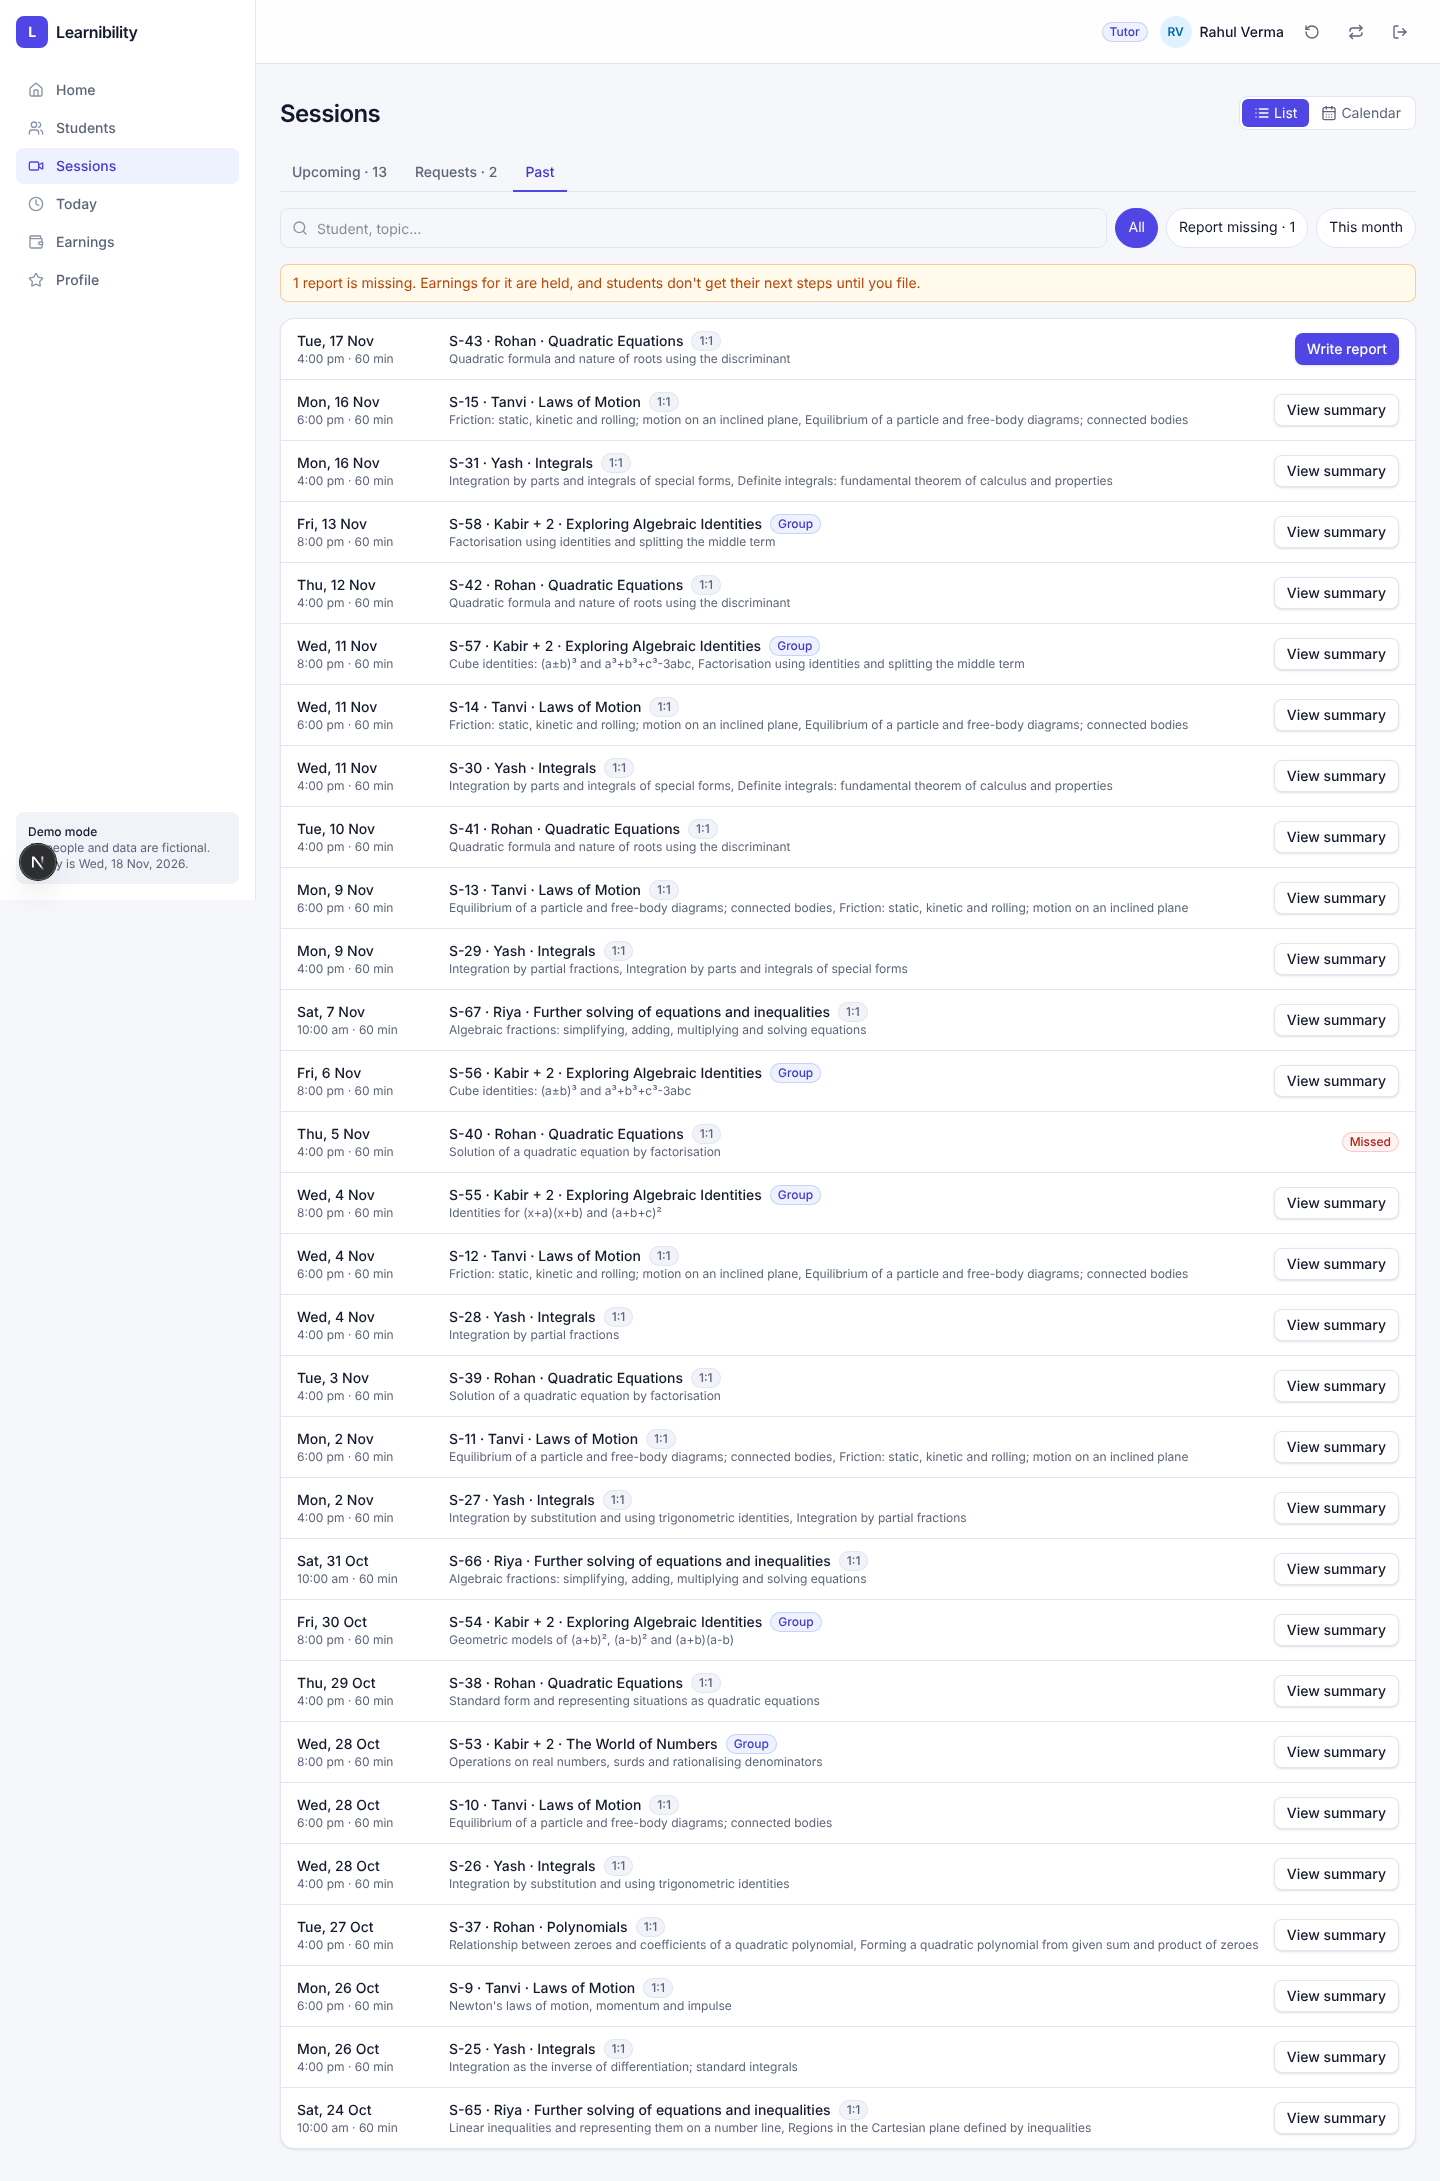 L Learnibility
Tutor RV Rahul Verma
Home
Students
Sessions
Today
Earnings
Profile
Demo mode
people and data are fictional.
is Wed, 18 Nov, 2026.
N
Sessions
List Calendar
Upcoming · 13 Requests · 2 Past
Student, topic... All Report missing · 1 This month
1 report is missing. Earnings for it are held, and students don't get their next steps until you file.
Tue, 17 Nov S-43 · Rohan · Quadratic Equations 1:1 Write report
4:00 pm · 60 min Quadratic formula and nature of roots using the discriminant
Mon, 16 Nov S-15 · Tanvi · Laws of Motion 1:1 View summary
6:00 pm · 60 min Friction: static, kinetic and rolling; motion on an inclined plane, Equilibrium of a particle and free-body diagrams; connected bodies
Mon, 16 Nov S-31 · Yash · Integrals 1:1 View summary
4:00 pm · 60 min Integration by parts and integrals of special forms, Definite integrals: fundamental theorem of calculus and properties
Fri, 13 Nov S-58 · Kabir + 2 · Exploring Algebraic Identities Group View summary
8:00 pm · 60 min Factorisation using identities and splitting the middle term
Thu, 12 Nov S-42 · Rohan · Quadratic Equations 1:1 View summary
4:00 pm · 60 min Quadratic formula and nature of roots using the discriminant
Wed, 11 Nov S-57 · Kabir + 2 · Exploring Algebraic Identities Group View summary
8:00 pm · 60 min Cube identities: (a±b)³ and a³+b³+c³-3abc, Factorisation using identities and splitting the middle term
Wed, 11 Nov S-14 · Tanvi · Laws of Motion 1:1 View summary
6:00 pm · 60 min Friction: static, kinetic and rolling; motion on an inclined plane, Equilibrium of a particle and free-body diagrams; connected bodies
Wed, 11 Nov S-30 · Yash · Integrals 1:1 View summary
4:00 pm · 60 min Integration by parts and integrals of special forms, Definite integrals: fundamental theorem of calculus and properties
Tue, 10 Nov S-41 · Rohan · Quadratic Equations 1:1 View summary
4:00 pm · 60 min Quadratic formula and nature of roots using the discriminant
Mon, 9 Nov S-13 · Tanvi · Laws of Motion 1:1 View summary
6:00 pm · 60 min Equilibrium of a particle and free-body diagrams; connected bodies, Friction: static, kinetic and rolling; motion on an inclined plane
Mon, 9 Nov S-29 · Yash · Integrals 1:1 View summary
4:00 pm · 60 min Integration by partial fractions, Integration by parts and integrals of special forms
Sat, 7 Nov S-67 · Riya · Further solving of equations and inequalities 1:1 View summary
10:00 am · 60 min Algebraic fractions: simplifying, adding, multiplying and solving equations
Fri, 6 Nov S-56 · Kabir + 2 · Exploring Algebraic Identities Group View summary
8:00 pm · 60 min Cube identities: (a±b)³ and a³+b³+c³-3abc
Thu, 5 Nov S-40 · Rohan · Quadratic Equations 1:1 Missed
4:00 pm · 60 min Solution of a quadratic equation by factorisation
Wed, 4 Nov S-55 · Kabir + 2 · Exploring Algebraic Identities Group View summary
8:00 pm · 60 min Identities for (x+a)(x+b) and (a+b+c)²
Wed, 4 Nov S-12 · Tanvi · Laws of Motion 1:1 View summary
6:00 pm · 60 min Friction: static, kinetic and rolling; motion on an inclined plane, Equilibrium of a particle and free-body diagrams; connected bodies
Wed, 4 Nov S-28 · Yash · Integrals 1:1 View summary
4:00 pm · 60 min Integration by partial fractions
Tue, 3 Nov S-39 · Rohan · Quadratic Equations 1:1 View summary
4:00 pm · 60 min Solution of a quadratic equation by factorisation
Mon, 2 Nov S-11 · Tanvi · Laws of Motion 1:1 View summary
6:00 pm · 60 min Equilibrium of a particle and free-body diagrams; connected bodies, Friction: static, kinetic and rolling; motion on an inclined plane
Mon, 2 Nov S-27 · Yash · Integrals 1:1 View summary
4:00 pm · 60 min Integration by substitution and using trigonometric identities, Integration by partial fractions
Sat, 31 Oct S-66 · Riya · Further solving of equations and inequalities 1:1 View summary
10:00 am · 60 min Algebraic fractions: simplifying, adding, multiplying and solving equations
Fri, 30 Oct S-54 · Kabir + 2 · Exploring Algebraic Identities Group View summary
8:00 pm · 60 min Geometric models of (a+b)², (a-b)² and (a+b)(a-b)
Thu, 29 Oct S-38 · Rohan · Quadratic Equations 1:1 View summary
4:00 pm · 60 min Standard form and representing situations as quadratic equations
Wed, 28 Oct S-53 · Kabir + 2 · The World of Numbers Group View summary
8:00 pm · 60 min Operations on real numbers, surds and rationalising denominators
Wed, 28 Oct S-10 · Tanvi · Laws of Motion 1:1 View summary
6:00 pm · 60 min Equilibrium of a particle and free-body diagrams; connected bodies
Wed, 28 Oct S-26 · Yash · Integrals 1:1 View summary
4:00 pm · 60 min Integration by substitution and using trigonometric identities
Tue, 27 Oct S-37 · Rohan · Polynomials 1:1 View summary
4:00 pm · 60 min Relationship between zeroes and coefficients of a quadratic polynomial, Forming a quadratic polynomial from given sum and product of zeroes
Mon, 26 Oct S-9 · Tanvi · Laws of Motion 1:1 View summary
6:00 pm · 60 min Newton's laws of motion, momentum and impulse
Mon, 26 Oct S-25 · Yash · Integrals 1:1 View summary
4:00 pm · 60 min Integration as the inverse of differentiation; standard integrals
Sat, 24 Oct S-65 · Riya · Further solving of equations and inequalities 1:1 View summary
10:00 am · 60 min Linear inequalities and representing them on a number line, Regions in the Cartesian plane defined by inequalities